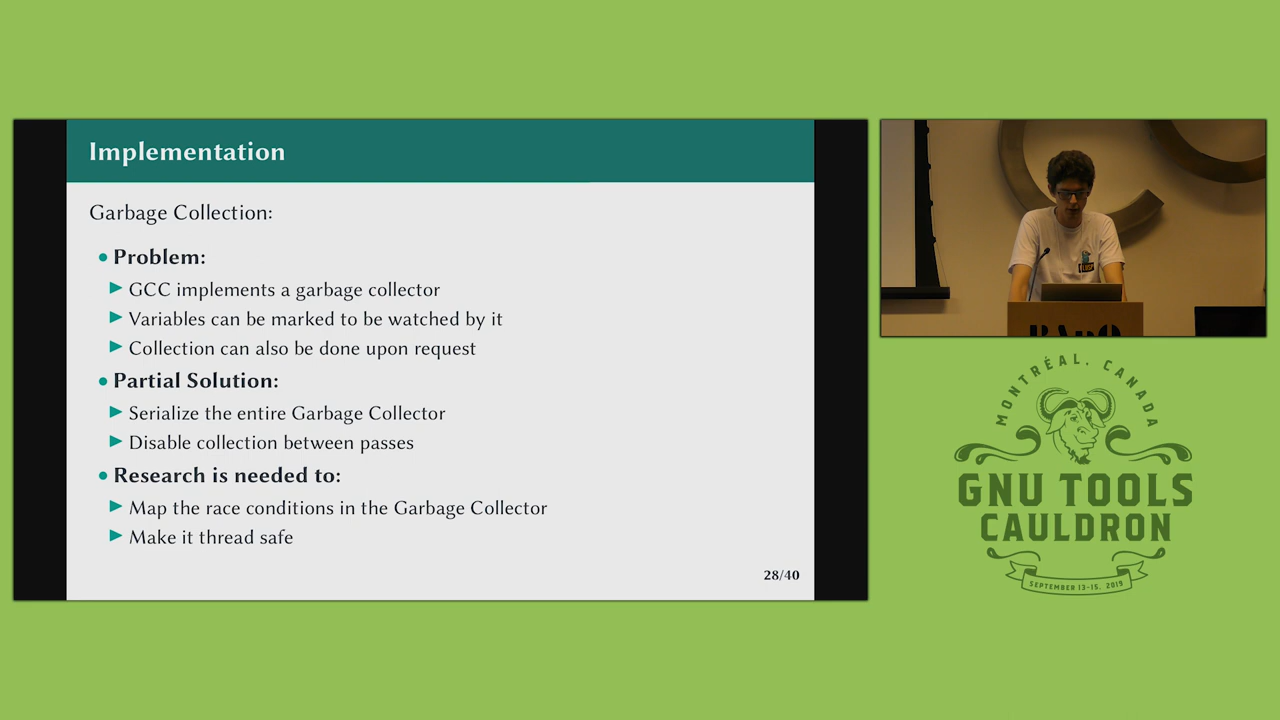 Implementation
Garbage Collection:
Problem:
GCC implements a garbage collector
Variables can be marked to be watched by it
Collection can also be done upon request
Partial Solution:
Serialize the entire Garbage Collector
Disable collection between passes
Research is needed to:
Map the race conditions in the Garbage Collector
Make it thread safe
28/40
MONTRÉAL, CANADA
GNU TOOLS
CAULDRON
SEPTEMBER 13-15, 2019